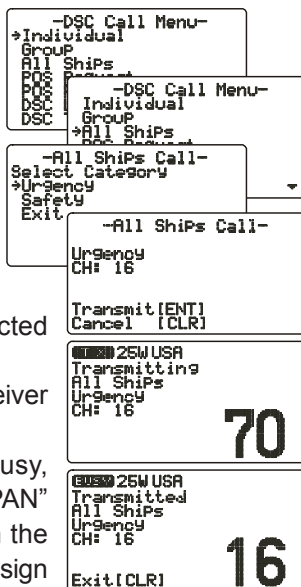 -DSC Call Menu-
Individual
Group
All Ships
POS Request
POS
DSC
DSC
-DSC Call Menu-
Individual
Group
All Ships
-All Ships Call-
Select Category
Urgency
Safety
Exit
-All Ships Call-
Urgency
CH: 16
Transmit[ENT]
Cancel [CLR]
25W USA
Transmitting
All Ships
Urgency
CH: 16
70
BUSY 25W USA
Transmitted
All Ships
Urgency
CH: 16
16
Exit[CLR]
cted
eiver
usy,
PAN”
the
sign